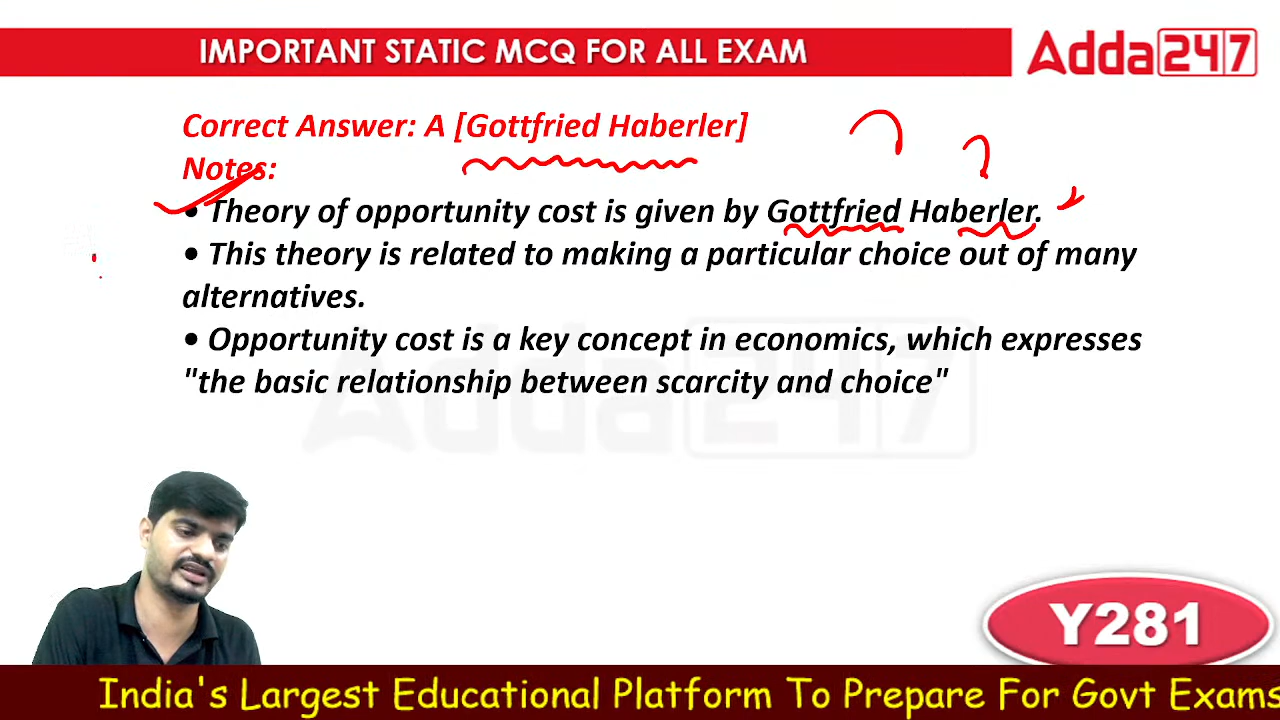 IMPORTANT STATIC MCQ FOR ALL EXAM
Adda247
Correct Answer: A [Gottfried Haberler]
Notes:
• Theory of opportunity cost is given by Gottfried Haberler.
• This theory is related to making a particular choice out of many
alternatives.
• Opportunity cost is a key concept in economics, which expresses
"the basic relationship between scarcity and choice"
Adda247
Y281
India's Largest Educational Platform To Prepare For Govt Exams